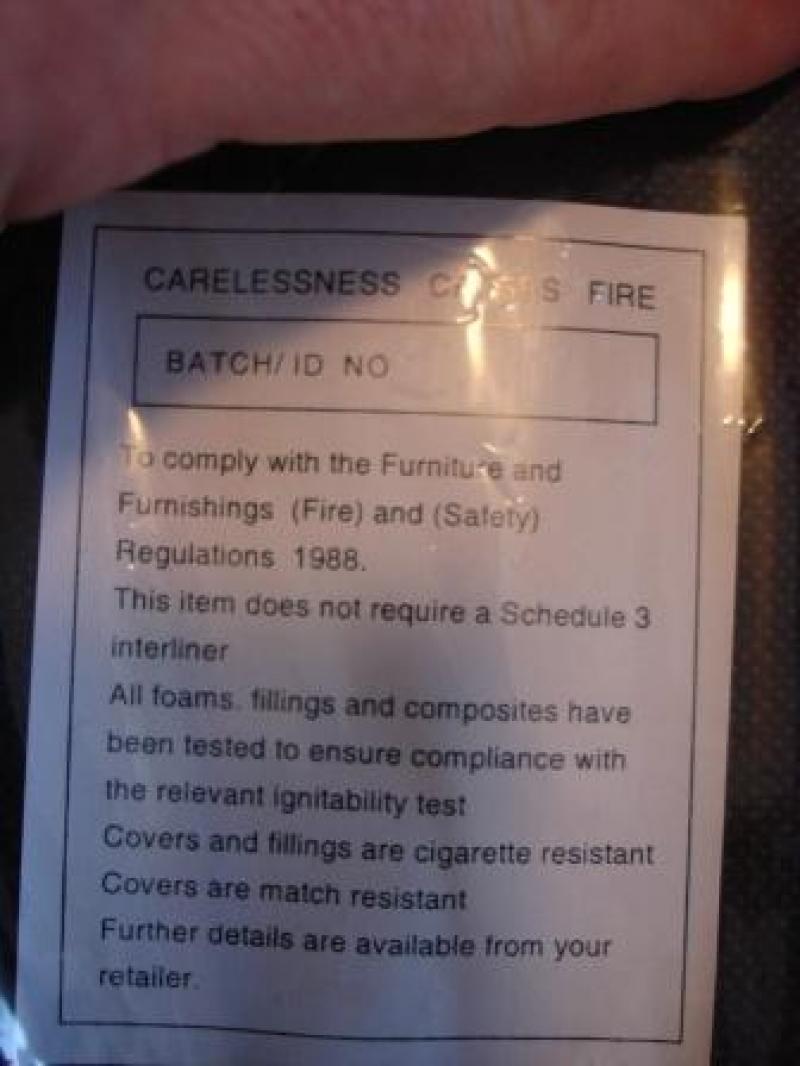 CARELESSNESS CAUSES FIRE
BATCH/ ID NO
To comply with the Furniture and
Furnishings (Fire) and (Safety)
Regulations 1988.
This item does not require a Schedule 3
interliner
All foams, fillings and composites have
been tested to ensure compliance with
the relevant ignitability test
Covers and fillings are cigarette resistant
Covers are match resistant
Further details are available from your
retailer.